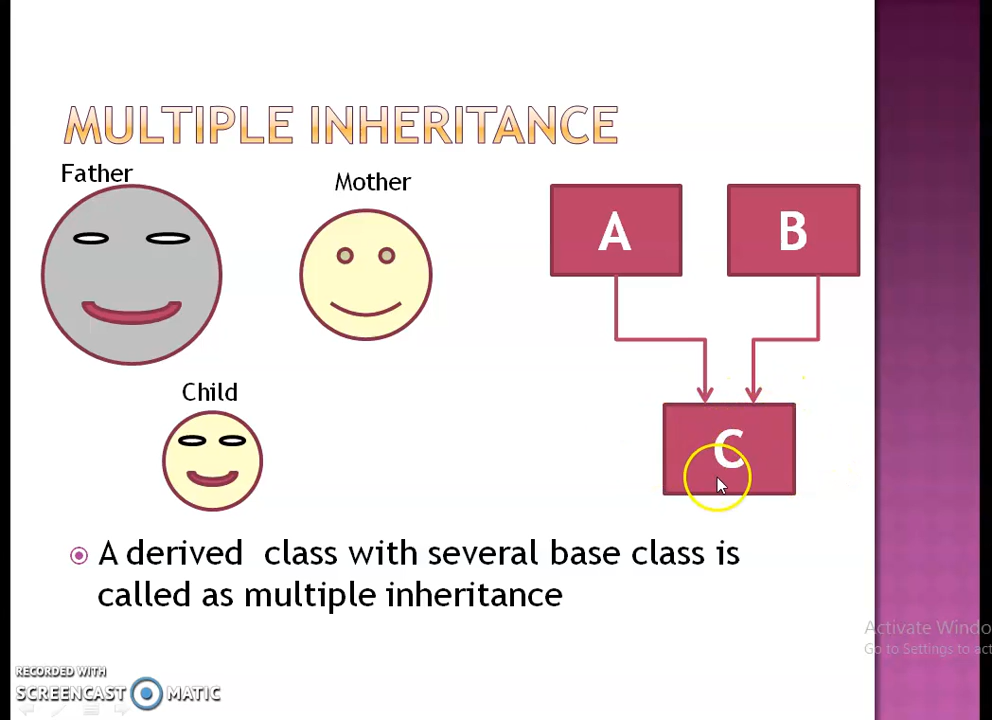 MULTIPLE INHERITANCE
Father
Mother
A
B
Child
C
A derived class with several base class is
called as multiple inheritance
Activate Windo
Go to Settings to act
RECORDED WITH
SCREENCAST MATIC